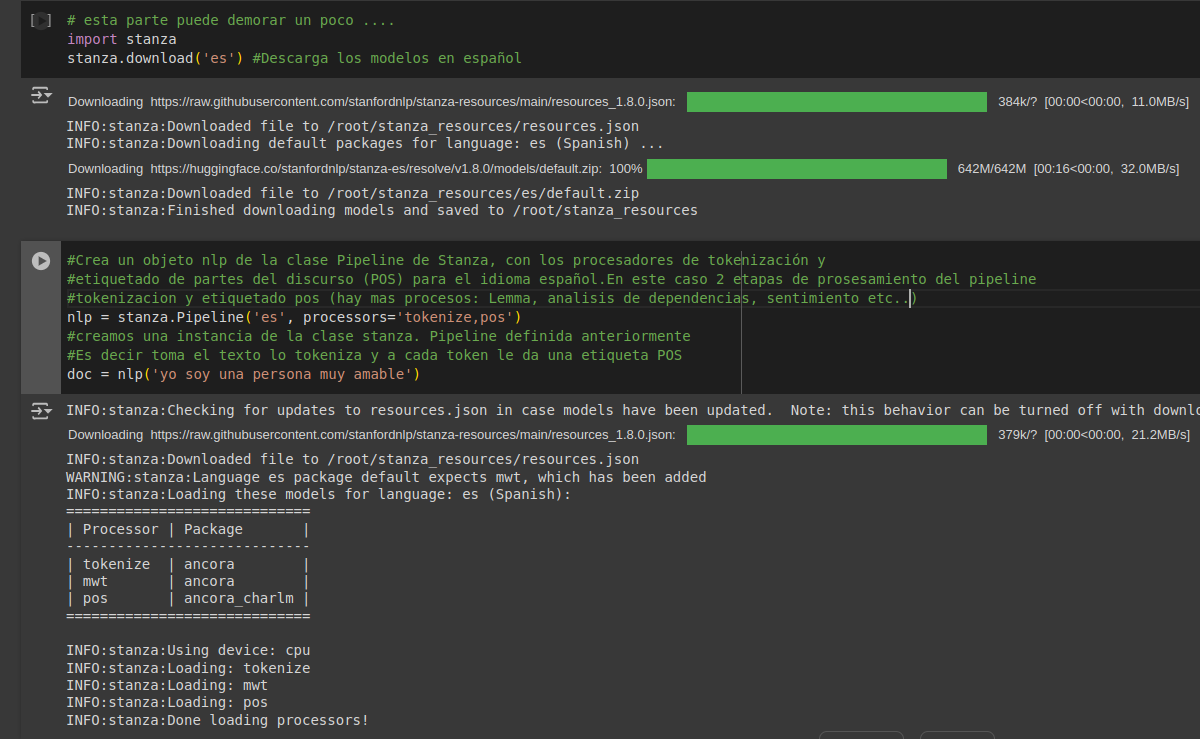 # esta parte puede demorar un poco ....
import stanza
stanza.download('es') #Descarga los modelos en español
Downloading https://raw.githubusercontent.com/stanfordnlp/stanza-resources/main/resources_1.8.0.json: 384k/? [00:00<00:00, 11.0MB/s]
INFO:stanza:Downloaded file to /root/stanza_resources/resources.json
INFO:stanza:Downloading default packages for language: es (Spanish) ...
Downloading https://huggingface.co/stanfordnlp/stanza-es/resolve/v1.8.0/models/default.zip: 100% 642M/642M [00:16<00:00, 32.0MB/s]
INFO:stanza:Downloaded file to /root/stanza_resources/es/default.zip
INFO:stanza:Finished downloading models and saved to /root/stanza_resources
#Crea un objeto nlp de la clase Pipeline de Stanza, con los procesadores de tokenización y
#etiquetado de partes del discurso (POS) para el idioma español.En este caso 2 etapas de prosesamiento del pipeline
#tokenizacion y etiquetado pos (hay mas procesos: Lemma, analisis de dependencias, sentimiento etc..)
nlp = stanza.Pipeline('es', processors='tokenize,pos')
#creamos una instancia de la clase stanza. Pipeline definida anteriormente
#Es decir toma el texto lo tokeniza y a cada token le da una etiqueta POS
doc = nlp('yo soy una persona muy amable')
INFO:stanza:Checking for updates to resources.json in case models have been updated.  Note: this behavior can be turned off with downlo
Downloading https://raw.githubusercontent.com/stanfordnlp/stanza-resources/main/resources_1.8.0.json: 379k/? [00:00<00:00, 21.2MB/s]
INFO:stanza:Downloaded file to /root/stanza_resources/resources.json
WARNING:stanza:Language es package default expects mwt, which has been added
INFO:stanza:Loading these models for language: es (Spanish):
=============================
| Processor | Package       |
-----------------------------
| tokenize  | ancora        |
| mwt       | ancora        |
| pos       | ancora_charlm |
=============================
INFO:stanza:Using device: cpu
INFO:stanza:Loading: tokenize
INFO:stanza:Loading: mwt
INFO:stanza:Loading: pos
INFO:stanza:Done loading processors!